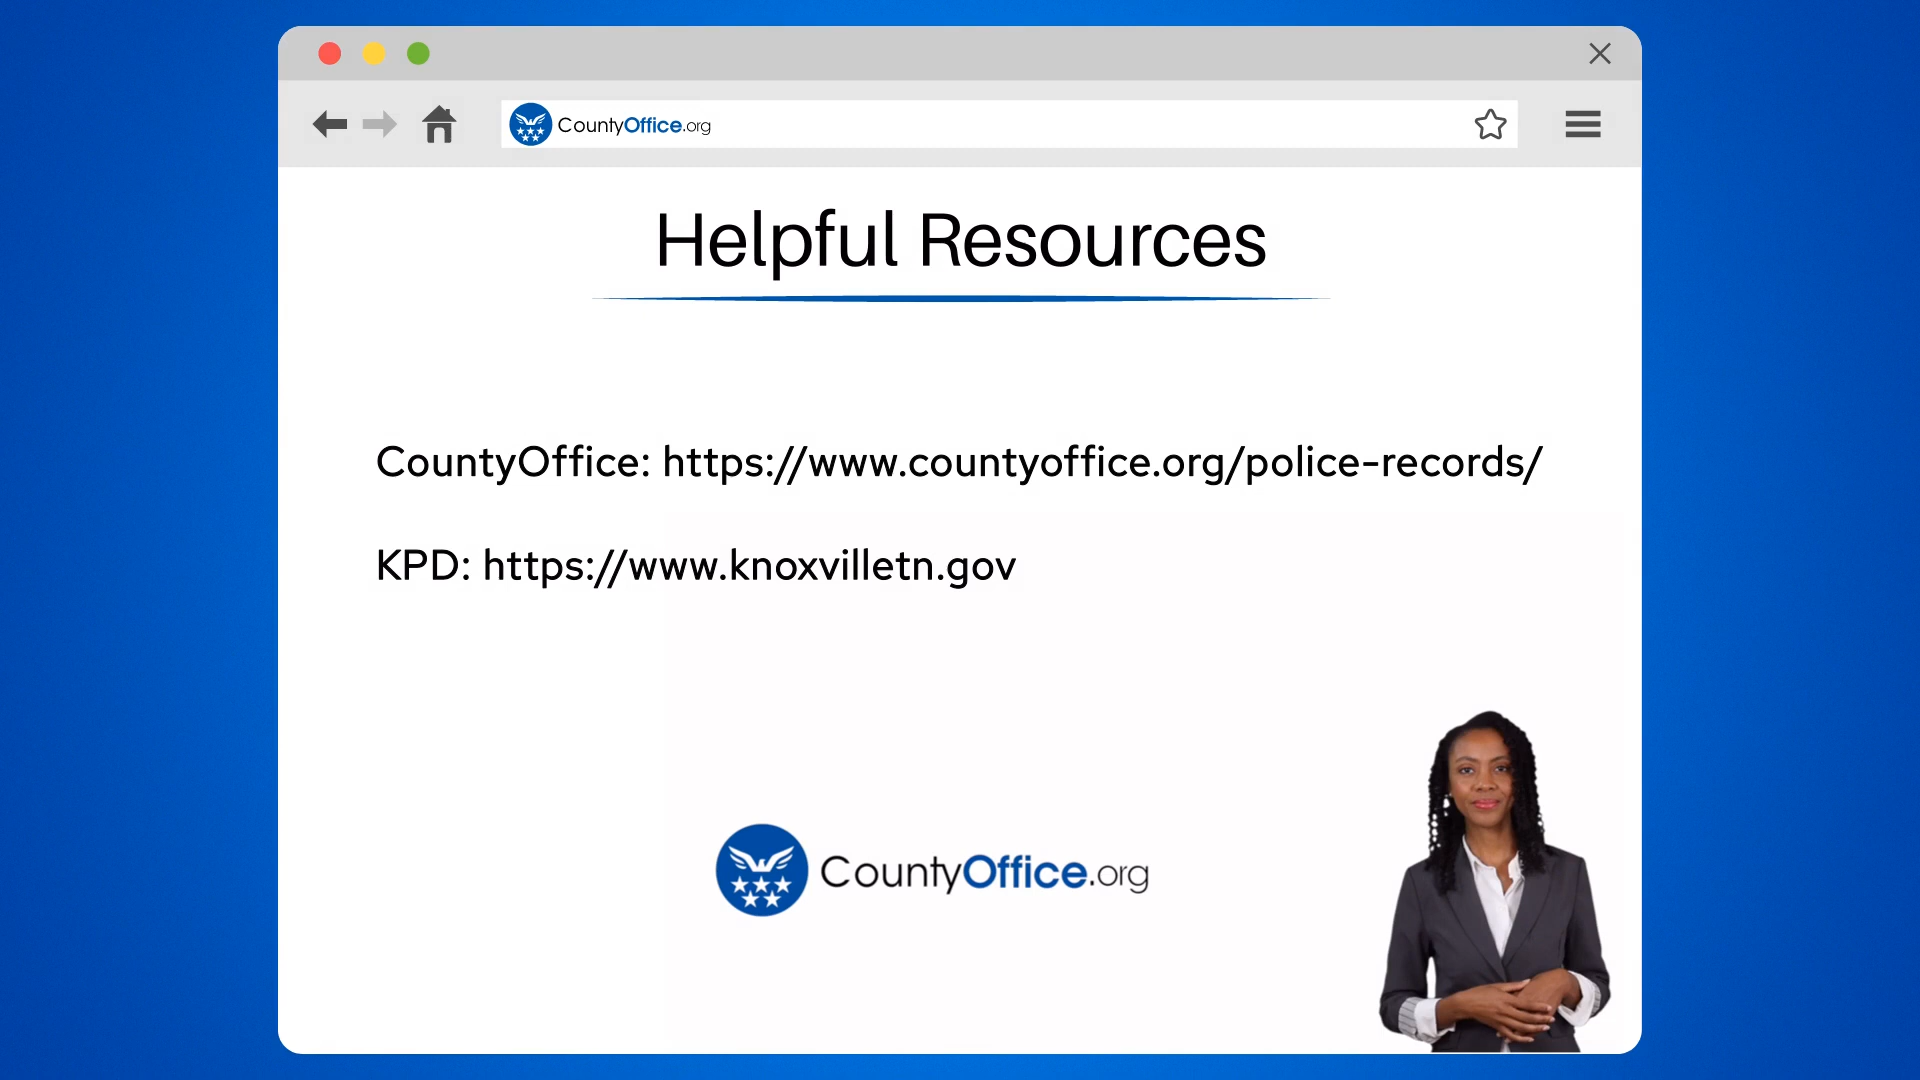 CountyOffice.org
Helpful Resources
CountyOffice: https://www.countyoffice.org/police-records/
KPD: https://www.knoxvilletn.gov
CountyOffice.org